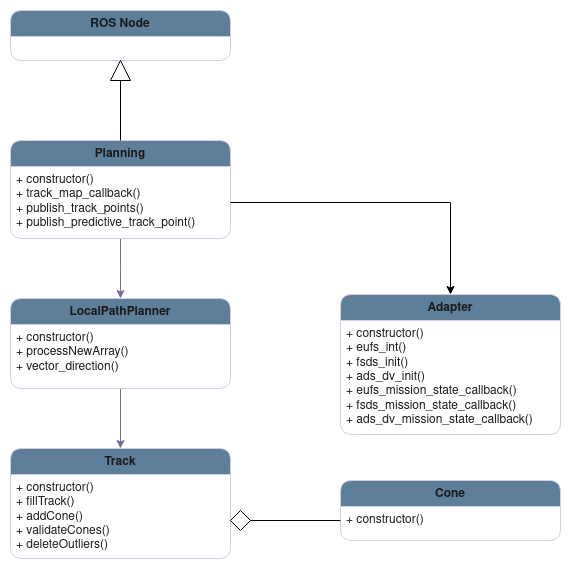 ROS Node
Planning
+ constructor()
+ track_map_callback()
+ publish_track_points()
+ publish_predictive_track_point()
LocalPathPlanner
+ constructor()
+ processNewArray()
+ vector_direction()
Adapter
+ constructor()
+ eufs_int()
+ fsds_init()
+ ads_dv_init()
+ eufs_mission_state_callback()
+ fsds_mission_state_callback()
+ ads_dv_mission_state_callback()
Track
+ constructor()
+ fillTrack()
+ addCone()
+ validateCones()
+ deleteOutliers()
Cone
+ constructor()